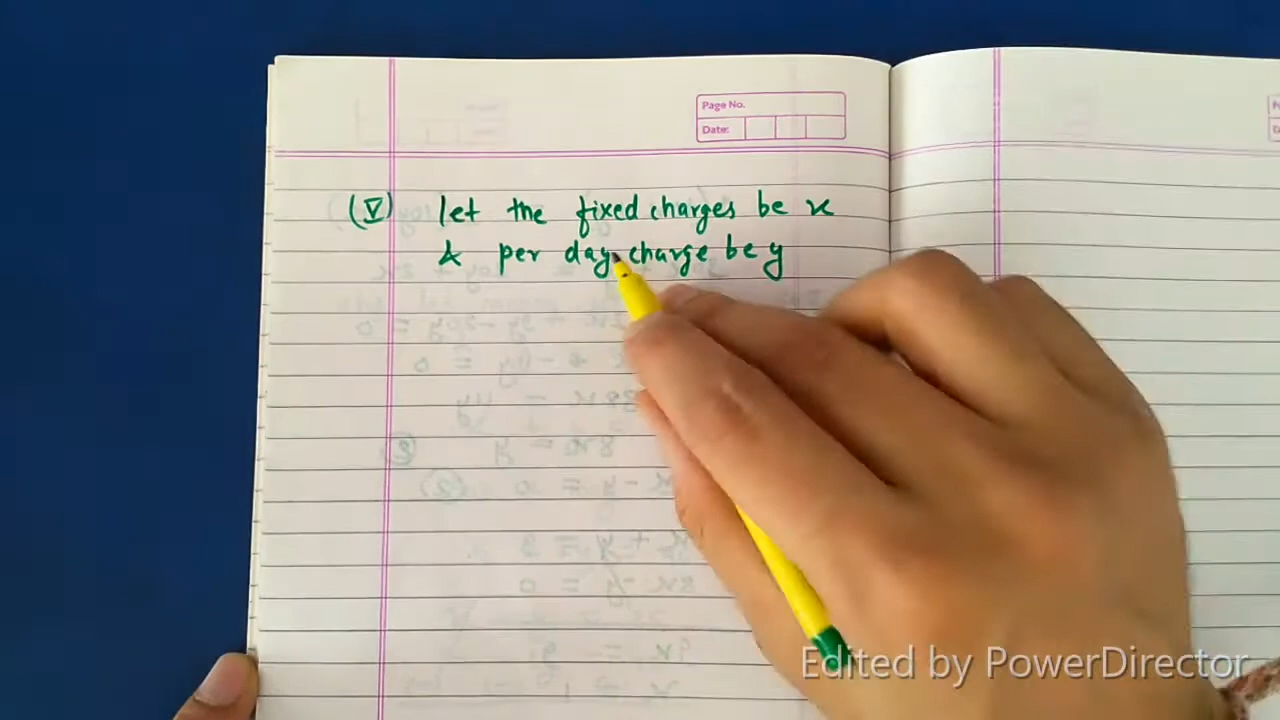 Page No.
Date:
(V) let the fixed charges be x
& per day charge be y
Edited by PowerDirector